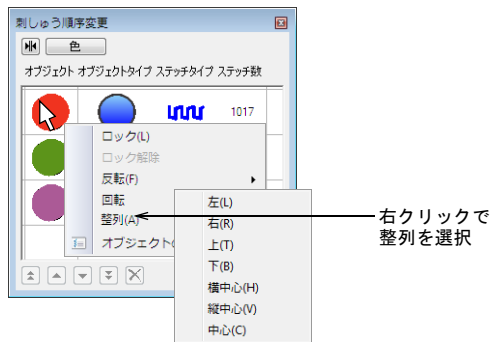 刺しゅう順序変更
色
オブジェクト オブジェクトタイプ ステッチタイプ ステッチ数
1017
ロック(L)
ロック解除
反転(F)
回転
整列(A)
オブジェクトの
左(L)
右(R)
上(T)
下(B)
横中心(H)
縦中心(V)
中心(C)
右クリックで
整列を選択